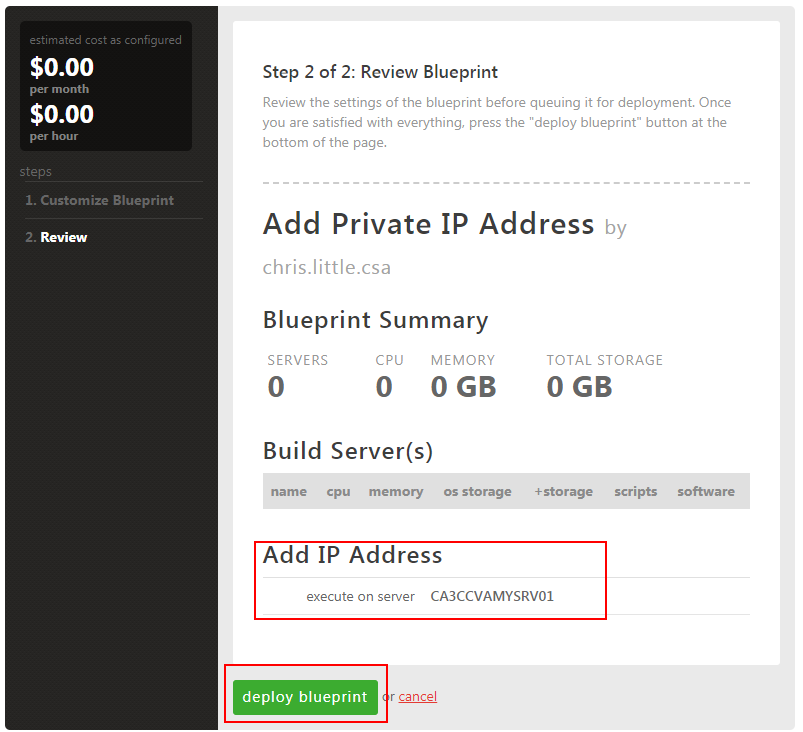 estimated cost as configured
$0.00
per month
$0.00
per hour
steps
1. Customize Blueprint
2. Review
Step 2 of 2: Review Blueprint
Review the settings of the blueprint before queuing it for deployment. Once
you are satisfied with everything, press the "deploy blueprint" button at the
bottom of the page.
Add Private IP Address by
chris.little.csa
Blueprint Summary
SERVERS CPU MEMORY TOTAL STORAGE
0 0 0 GB 0 GB
Build Server(s)
name cpu memory os storage +storage scripts software
Add IP Address
execute on server CA3CCVAMYSRV01
deploy blueprint or cancel